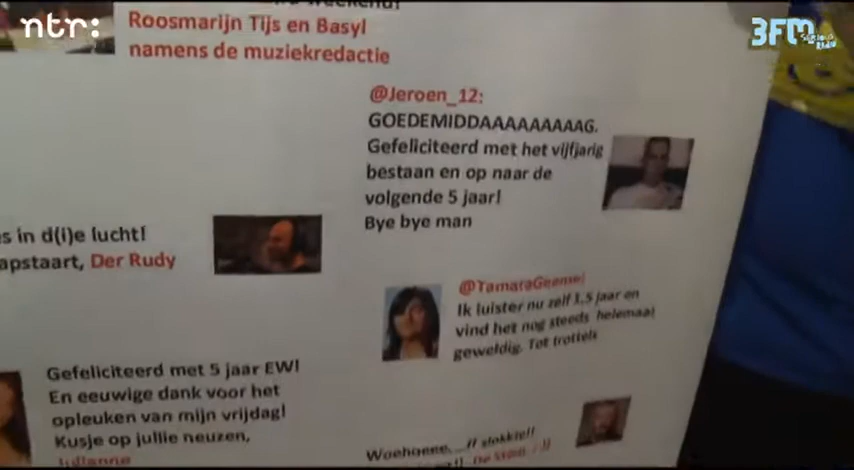 ntr:
3FM
Roosmarijn Tijs en Basyl
namens de muziekredactie
@Jeroen_12:
GOEDEMIDDAAAAAAAAAG.
Gefeliciteerd met het vijfjarig
bestaan en op naar de
volgende 5 jaar!
Bye bye man
s in d(i)e lucht!
apstaart, Der Rudy
Ik luister nu zelf 1,5 jaar en
vind het nog steeds helemaal
geweldig. Tot trottels
Gefeliciteerd met 5 jaar EW!
En eeuwige dank voor het
opleuken van mijn vrijdag!
Kusje op jullie neuzen,